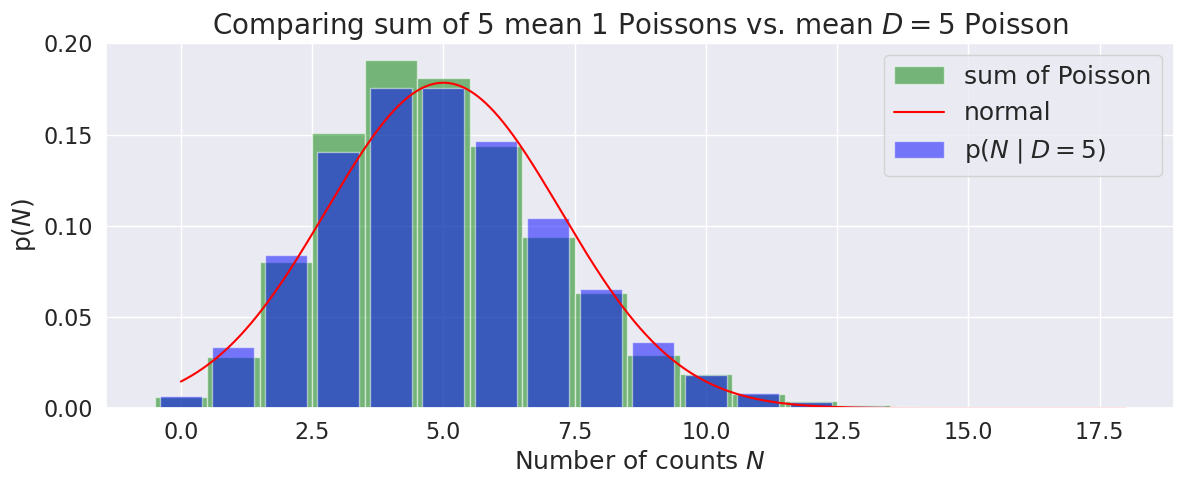 Comparing sum of 5 mean 1 Poissons vs. mean D = 5 Poisson
0.20
0.15
0.10
0.05
0.00
p(N)
sum of Poisson
normal
p(N | D = 5)
0.0 2.5 5.0 7.5 10.0 12.5 15.0 17.5
Number of counts N